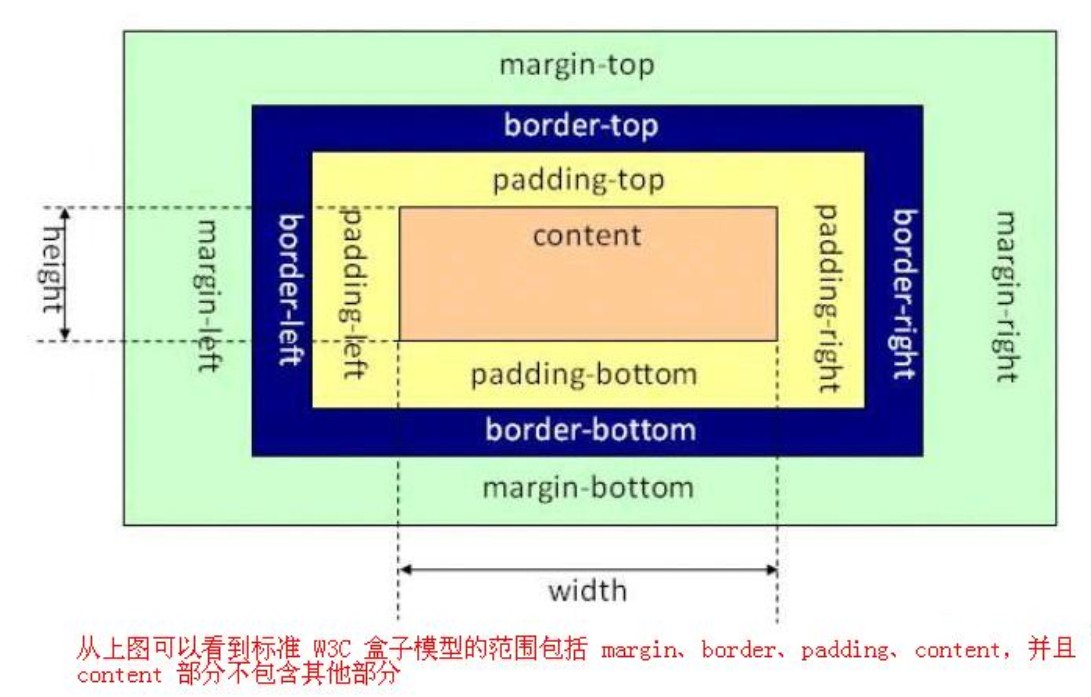 margin-top
border-top
padding-top
height
margin-left
border-left
padding-left
content
padding-right
border-right
margin-right
padding-bottom
border-bottom
margin-bottom
width
从上图可以看到标准 W3C 盒子模型的范围包括 margin、border、padding、content，并且
content 部分不包含其他部分